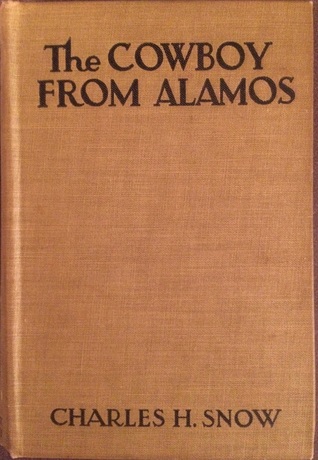 The COWBOY
FROM ALAMOS
CHARLES H. SNOW